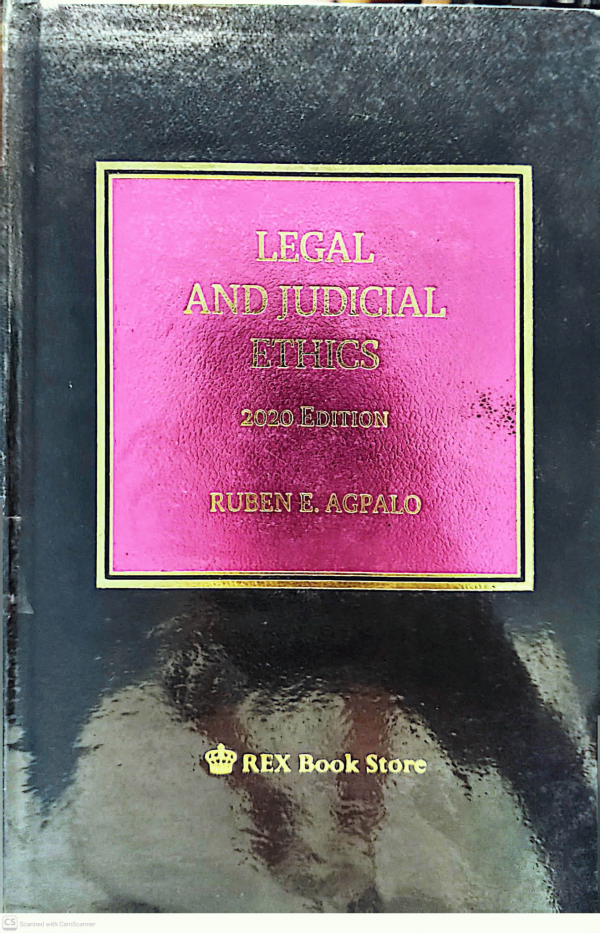 LEGAL
AND JUDICIAL
ETHICS
2020 EDITION
RUBEN E. AGPALO
REX Book Store
CS Scanned with CamScanner